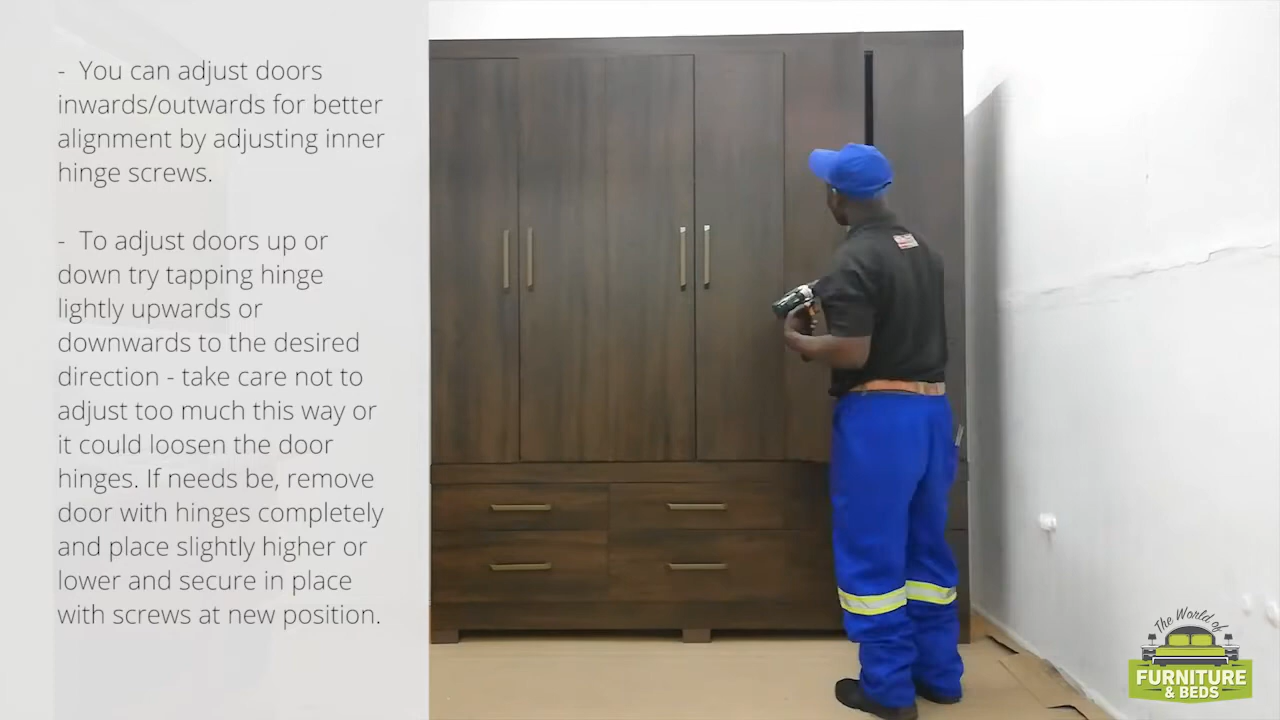 - You can adjust doors
inwards/outwards for better
alignment by adjusting inner
hinge screws.
- To adjust doors up or
down try tapping hinge
lightly upwards or
downwards to the desired
direction - take care not to
adjust too much this way or
it could loosen the door
hinges. If needs be, remove
door with hinges completely
and place slightly higher or
lower and secure in place
with screws at new position.
The World of
FURNITURE
& BEDS